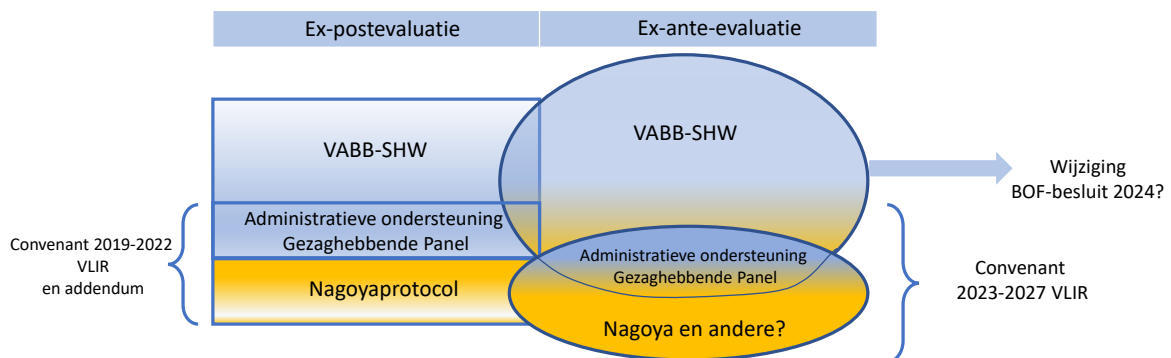 Ex-postevaluatie
Ex-ante-evaluatie
VABB-SHW
VABB-SHW
Wijziging
BOF-besluit 2024?
Administratieve ondersteuning
Gezaghebbende Panel
Convenant 2019-2022
VLIR
en addendum
Administratieve ondersteuning
Gezaghebbende Panel
Convenant
2023-2027 VLIR
Nagoyaprotocol
Nagoya en andere?